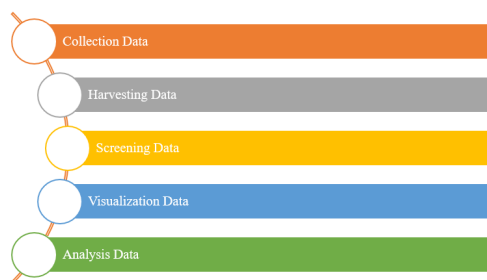 Collection Data
Harvesting Data
Screening Data
Visualization Data
Analysis Data